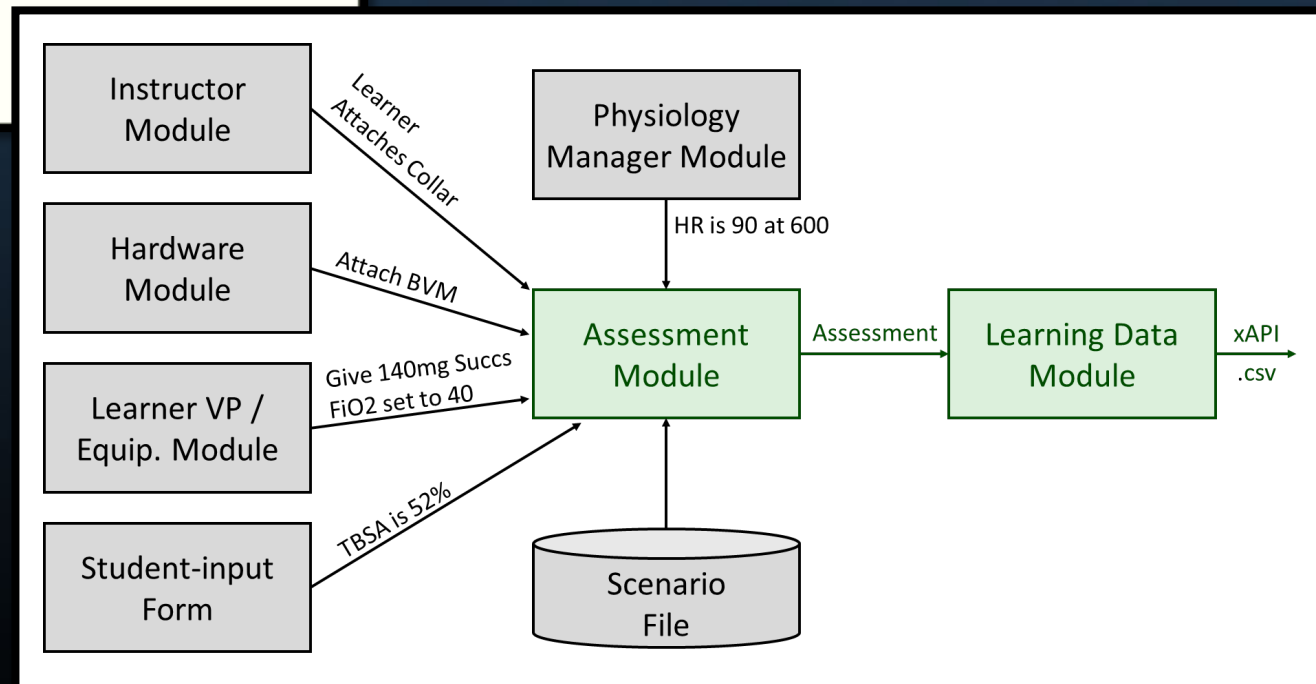 Instructor
Module
Learner
Attaches Collar
Physiology
Manager Module
HR is 90 at 600
Hardware
Module
Attach BVM
Assessment
Module
Assessment
Learning Data
Module
xAPI
.csv
Learner VP /
Equip. Module
Give 140mg Succs
FiO2 set to 40
Student-input
Form
TBSA is 52%
Scenario
File